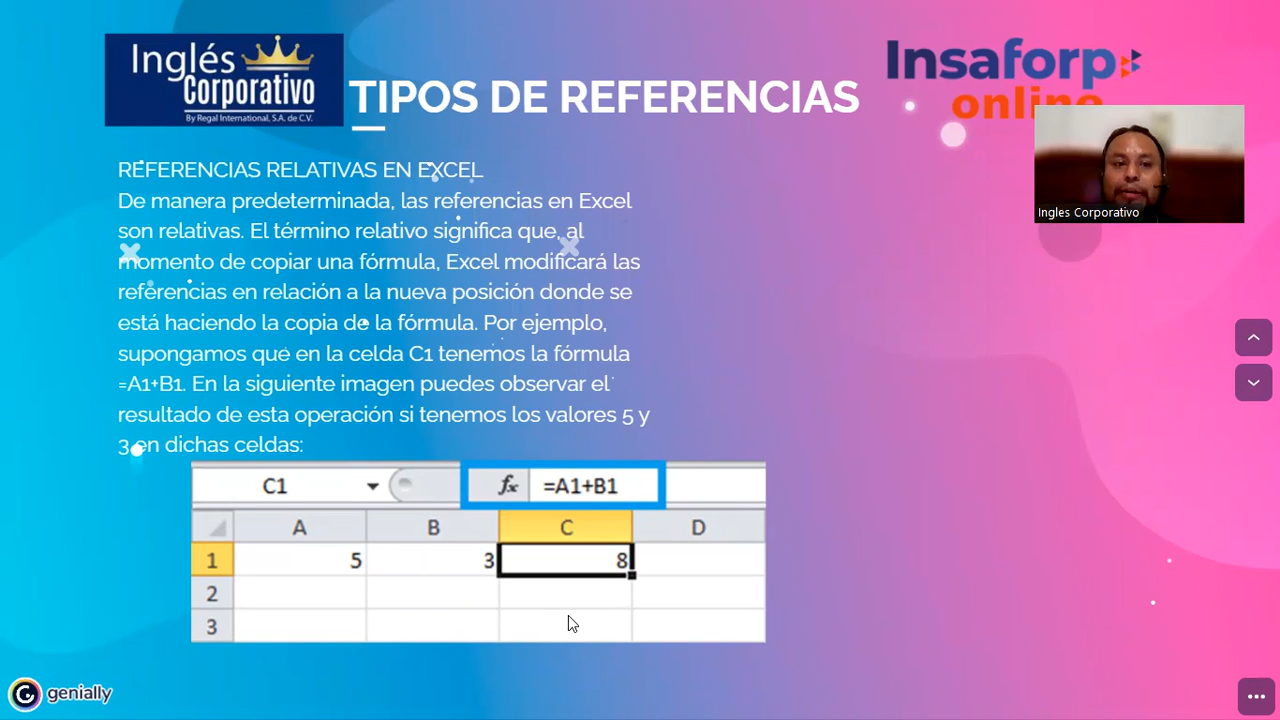 Inglés
Corporativo
By Regal International, S.A. de C.V.
TIPOS DE REFERENCIAS
Insaforp
online
Ingles Corporativo
REFERENCIAS RELATIVAS EN EXCEL
De manera predeterminada, las referencias en Excel
son relativas. El término relativo significa que, al
momento de copiar una fórmula, Excel modificará las
referencias en relación a la nueva posición donde se
está haciendo la copia de la fórmula. Por ejemplo,
supongamos que en la celda C1 tenemos la fórmula
=A1+B1. En la siguiente imagen puedes observar el
resultado de esta operación si tenemos los valores 5 y
3 en dichas celdas:
C1 fx =A1+B1
A B C D
1 5 3 8
2
3
genially